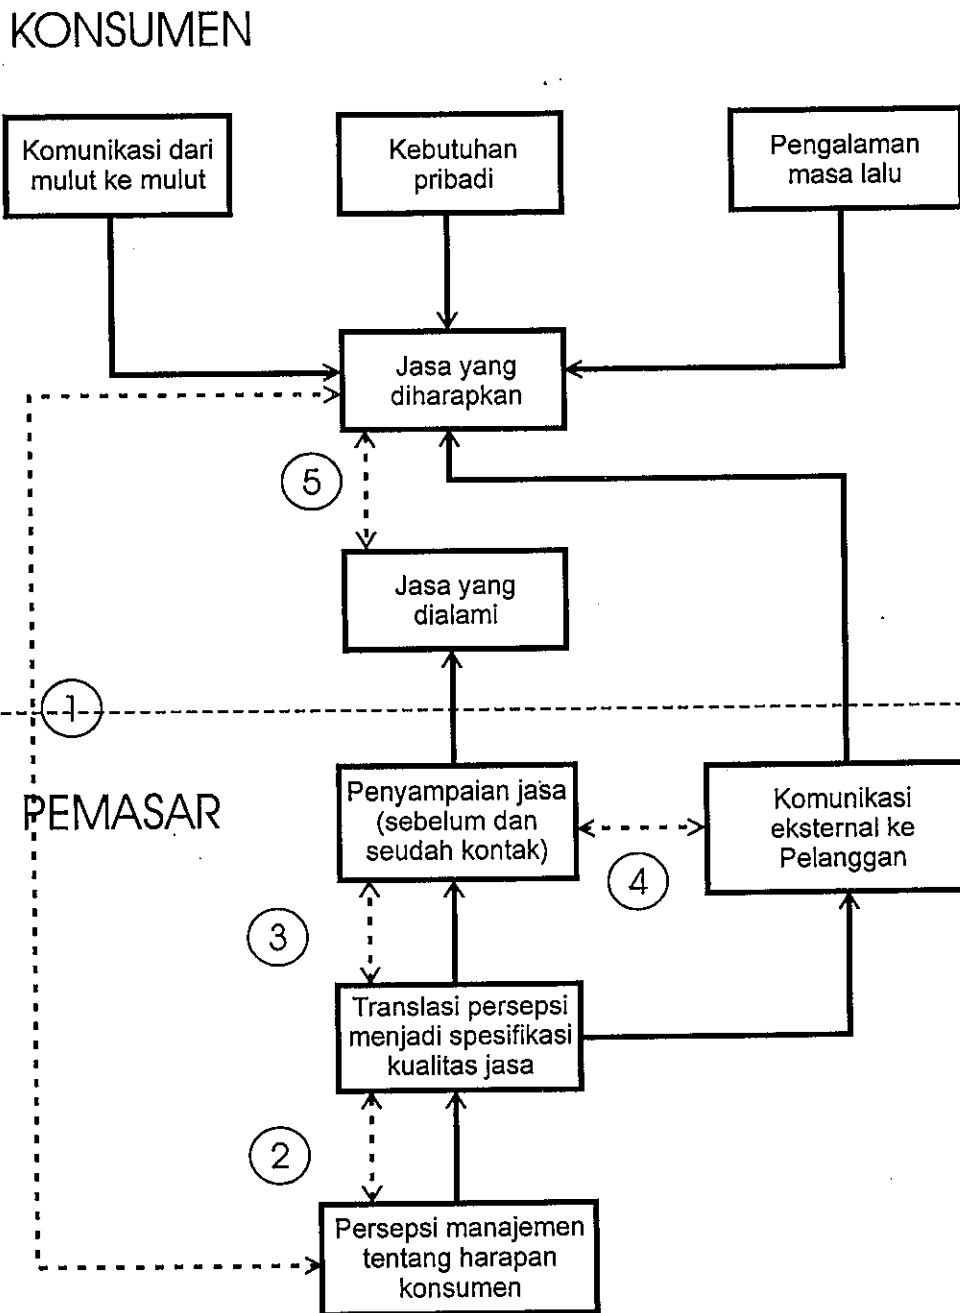 KONSUMEN
Komunikasi dari
mulut ke mulut
Kebutuhan
pribadi
Pengalaman
masa lalu
Jasa yang
diharapkan
5
Jasa yang
dialami
1
PEMASAR
Penyampaian jasa
(sebelum dan
seudah kontak)
Komunikasi
eksternal ke
Pelanggan
4
3
Translasi persepsi
menjadi spesifikasi
kualitas jasa
2
Persepsi manajemen
tentang harapan
konsumen